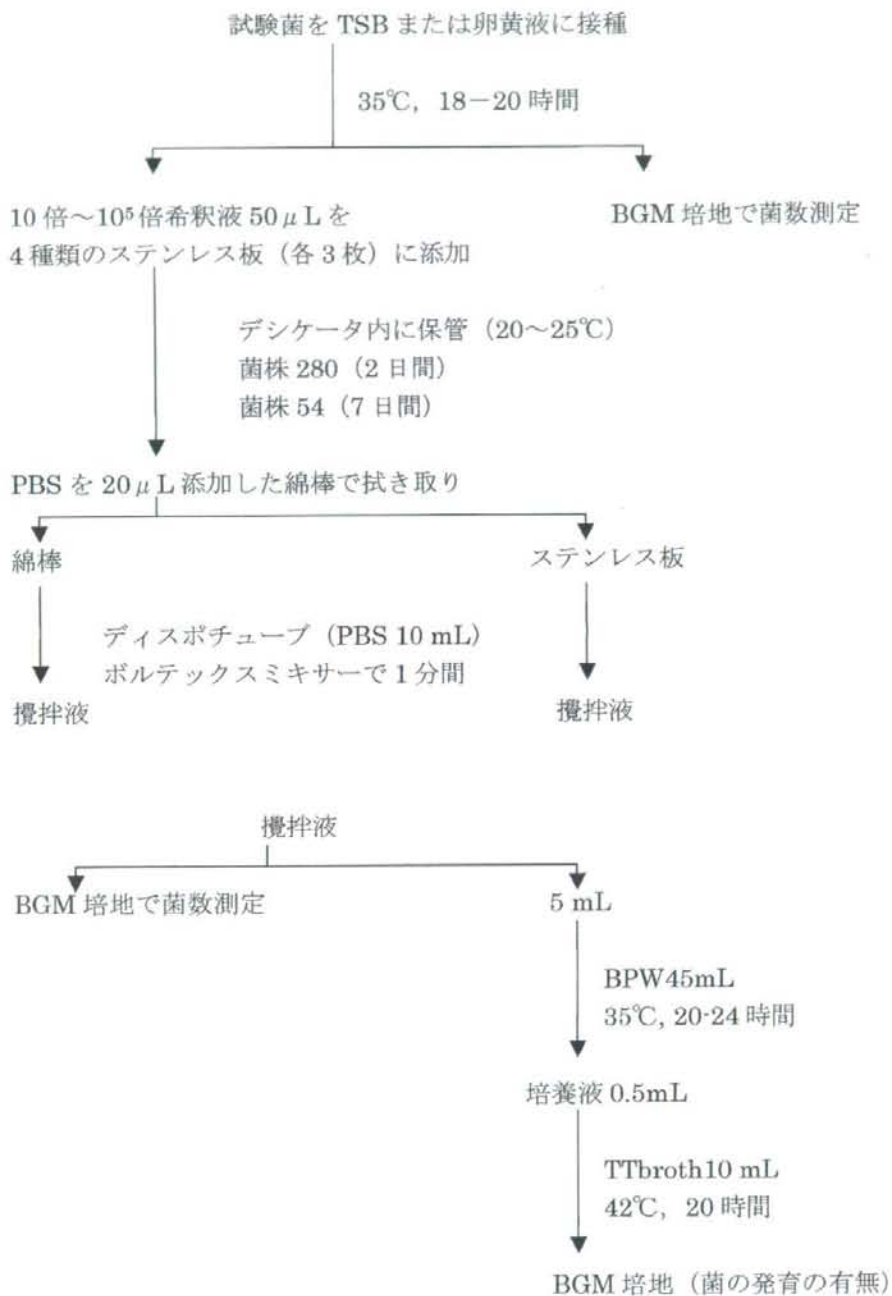 試験菌を TSB または卵黄液に接種
35℃, 18－20 時間
10 倍～10⁵倍希釈液 50μL を
4 種類のステンレス板（各 3 枚）に添加
BGM 培地で菌数測定
デシケータ内に保管（20～25℃）
菌株 280（2 日間）
菌株 54（7 日間）
PBS を 20μL 添加した綿棒で拭き取り
綿棒
ステンレス板
ディスポチューブ（PBS 10 mL）
ボルテックスミキサーで 1 分間
攪拌液
攪拌液
攪拌液
BGM 培地で菌数測定
5 mL
BPW45mL
35℃, 20-24 時間
培養液 0.5mL
TTbroth10 mL
42℃, 20 時間
BGM 培地（菌の発育の有無）